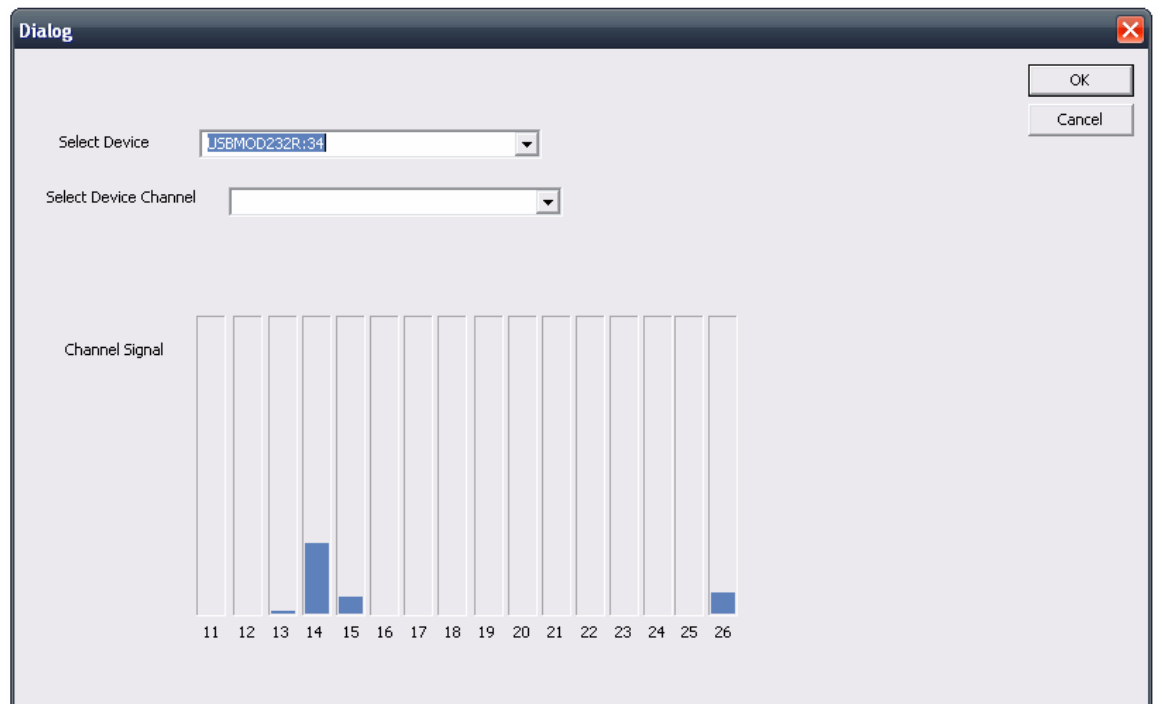 Dialog
OK
Cancel
Select Device USBMOD232R:34
Select Device Channel
Channel Signal
11 12 13 14 15 16 17 18 19 20 21 22 23 24 25 26